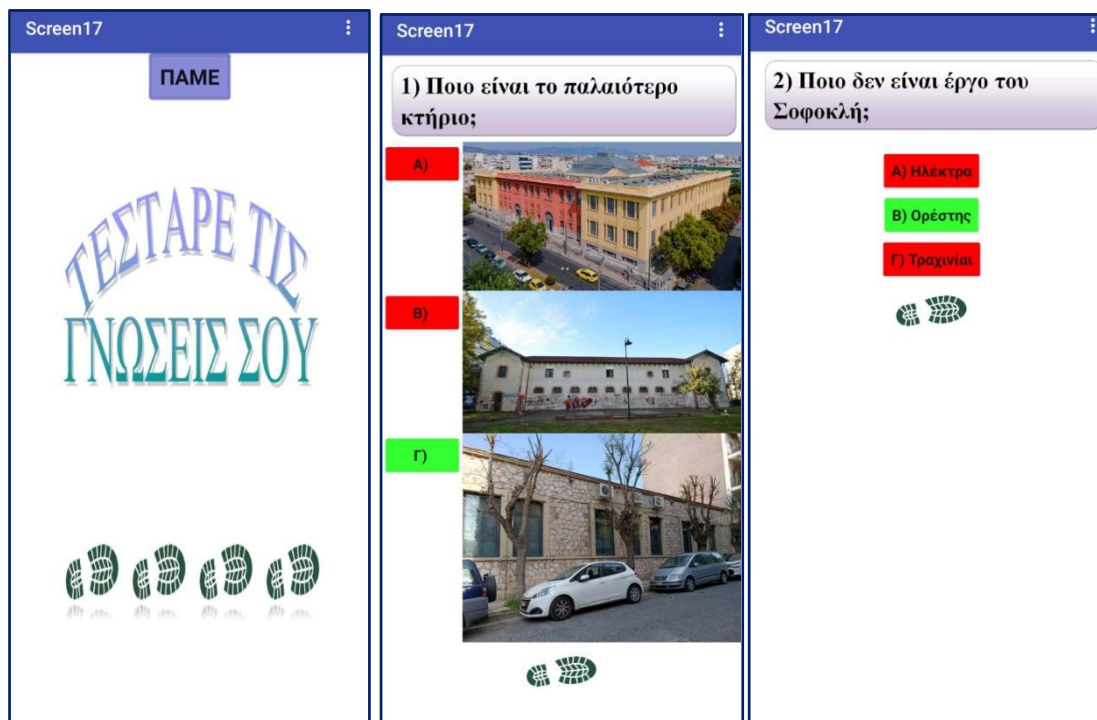 Screen17
ΠΑΜΕ
ΤΕΣΤΑΡΕ ΤΙΣ
ΓΝΩΣΕΙΣ ΣΟΥ
Screen17
1) Ποιο είναι το παλαιότερο
κτήριο;
Α)
Β)
Γ)
Screen17
2) Ποιο δεν είναι έργο του
Σοφοκλή;
Α) Ηλέκτρα
Β) Ορέστης
Γ) Τραχινίαι